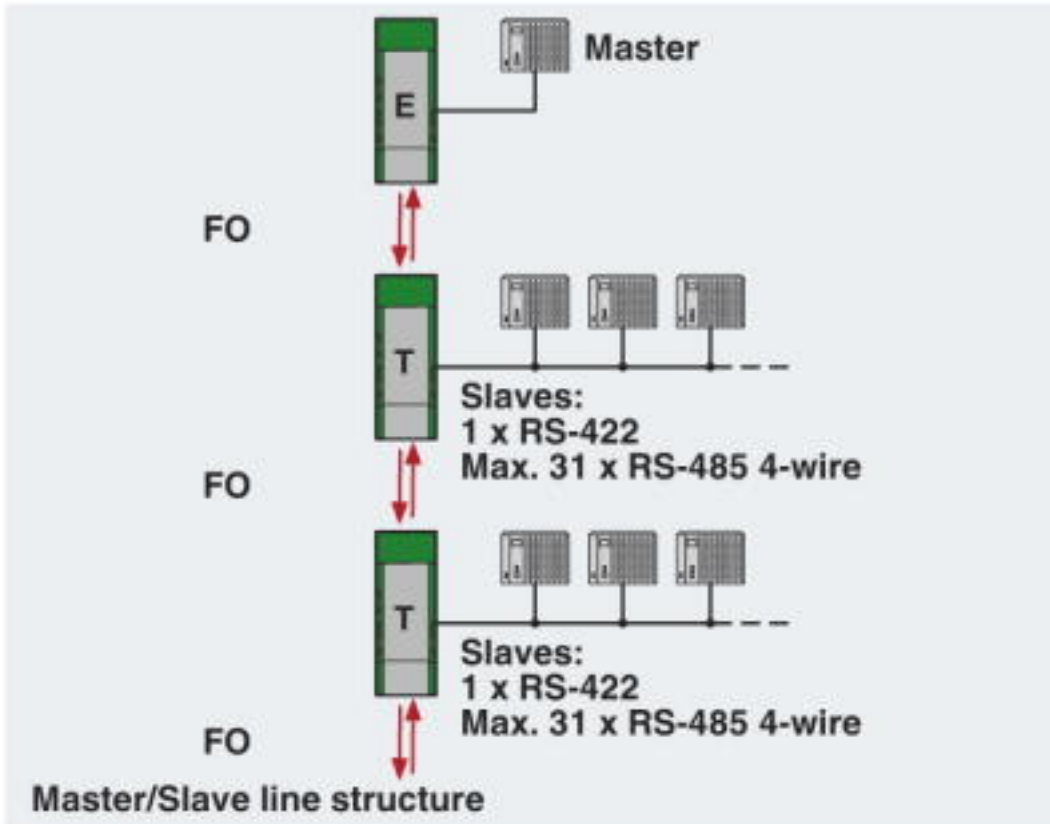 Master
E
FO
T
Slaves:
1 x RS-422
Max. 31 x RS-485 4-wire
FO
T
Slaves:
1 x RS-422
Max. 31 x RS-485 4-wire
FO
Master/Slave line structure